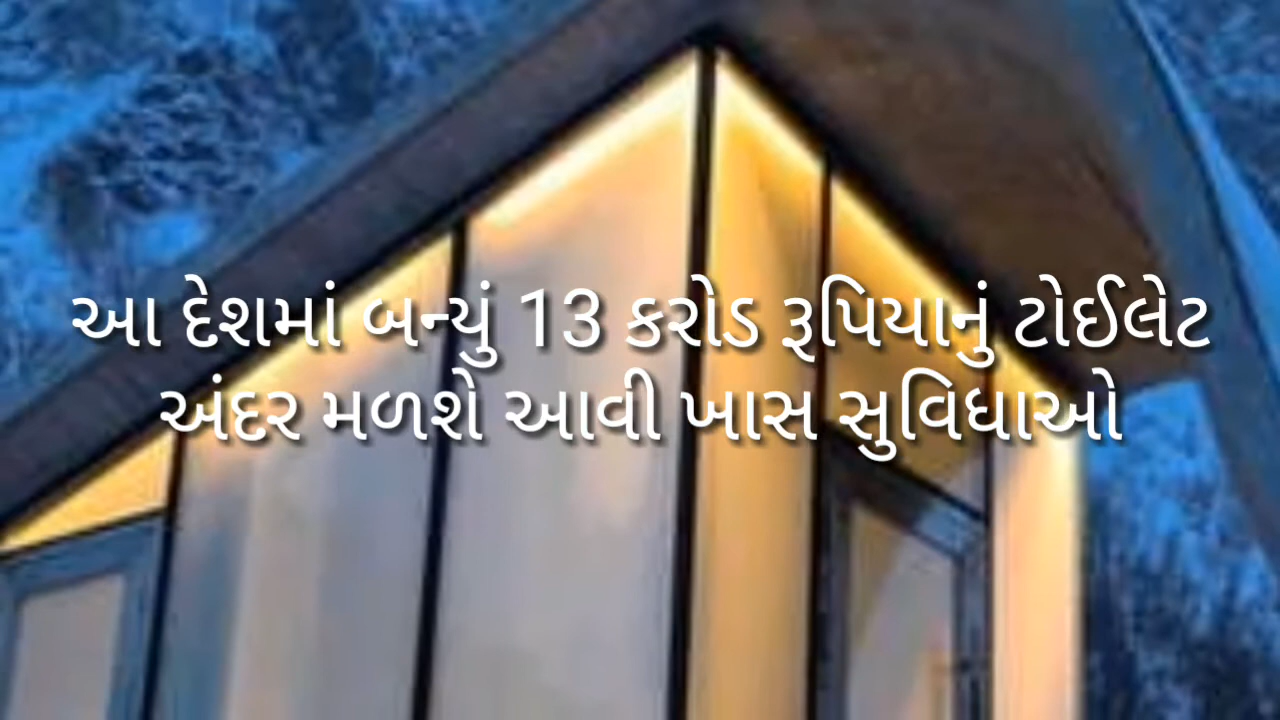 આ દેશમાં બન્યું 13 કરોડ રૂપિયાનું ટોઈલેટ
અંદર મળશે આવી ખાસ સુવિધાઓ